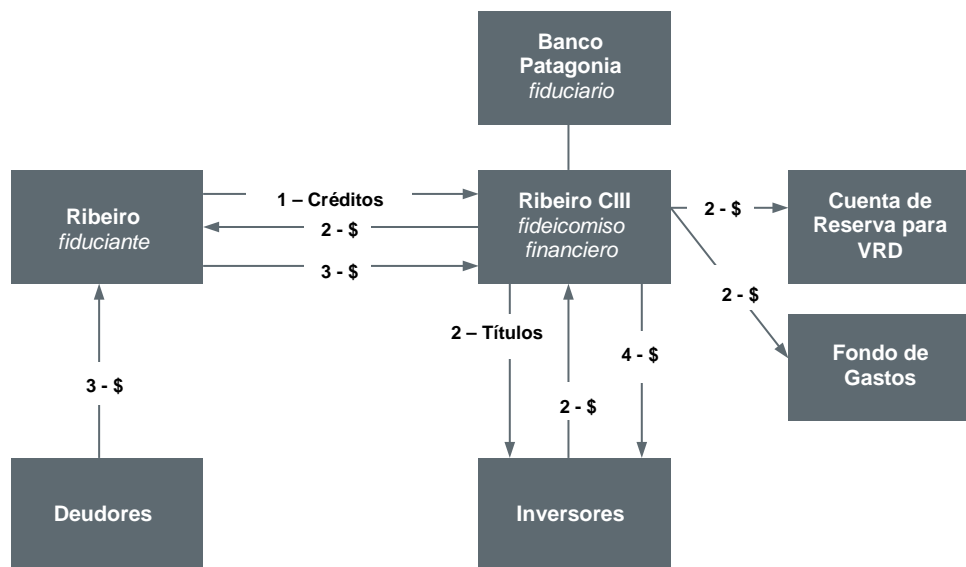 Banco
Patagonia
fiduciario
Ribeiro
fiduciante
1 – Créditos
2 - $
3 - $
Ribeiro CIII
fideicomiso
financiero
2 - $
Cuenta de
Reserva para
VRD
2 - $
Fondo de
Gastos
2 – Títulos
4 - $
3 - $
2 - $
Deudores
Inversores